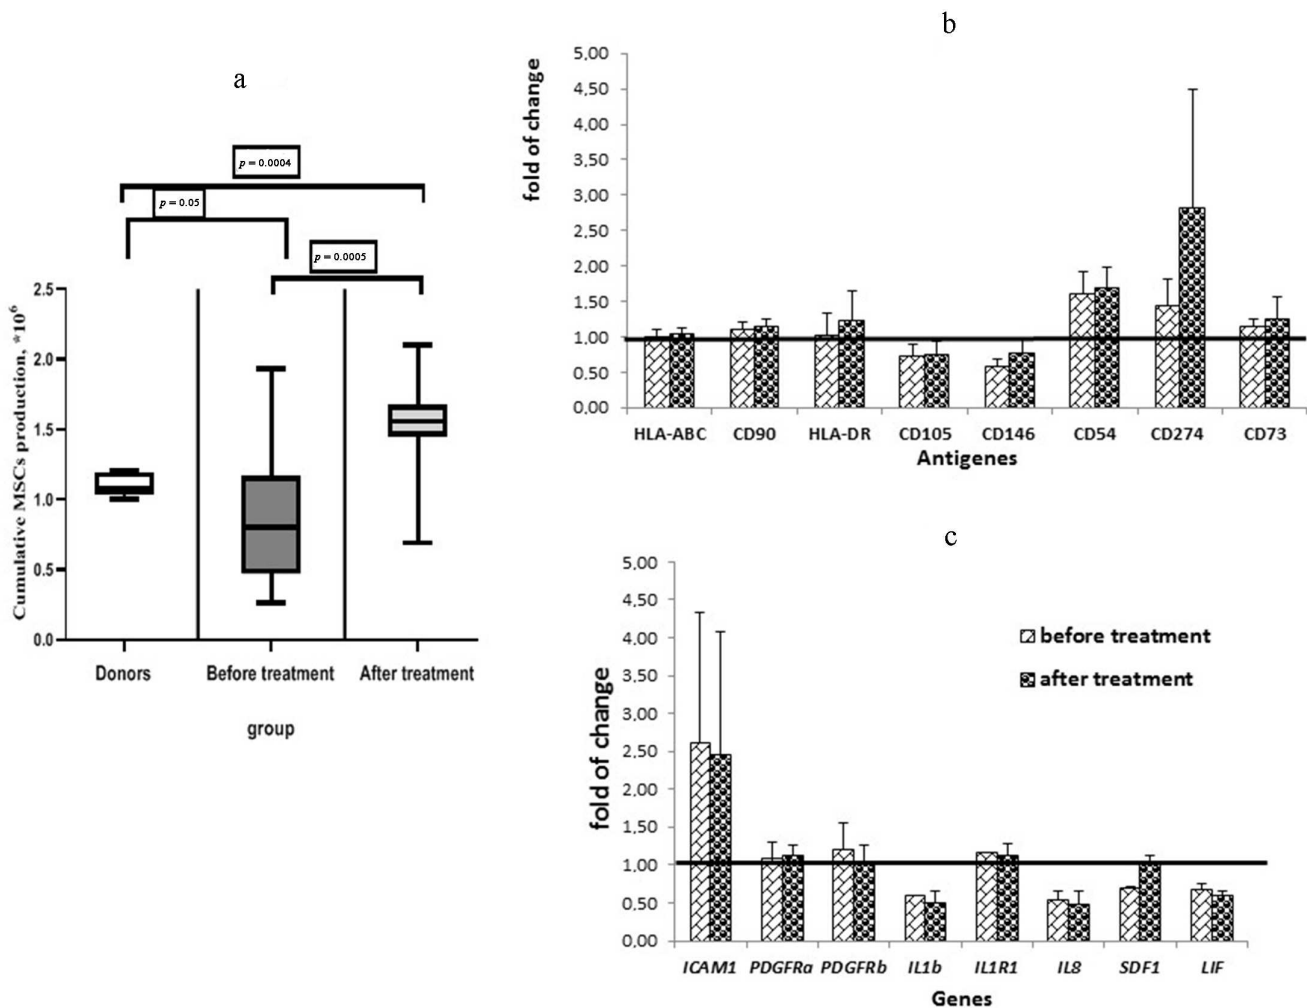 a
p = 0.0004
p = 0.05
p = 0.0005
Cumulative MSCs production, *10^6
2.5
2.0
1.5
1.0
0.5
0.0
Donors
Before treatment
After treatment
group
b
fold of change
5,00
4,50
4,00
3,50
3,00
2,50
2,00
1,50
1,00
0,50
0,00
HLA-ABC
CD90
HLA-DR
CD105
CD146
CD54
CD274
CD73
Antigenes
c
fold of change
5,00
4,50
4,00
3,50
3,00
2,50
2,00
1,50
1,00
0,50
0,00
before treatment
after treatment
ICAM1
PDGFRa
PDGFRb
IL1b
IL1R1
IL8
SDF1
LIF
Genes